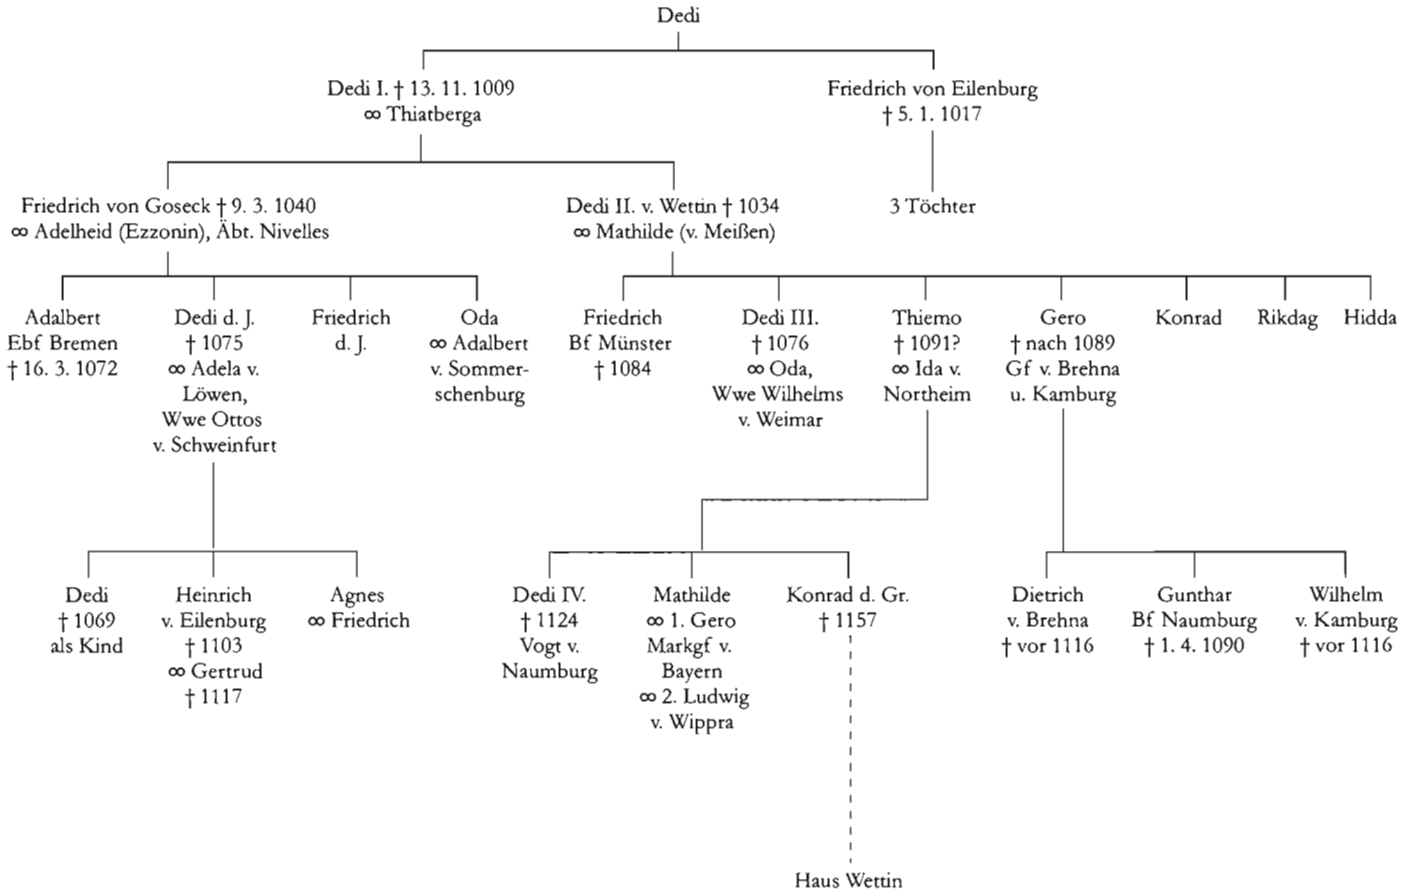 Dedi
Dedi I. † 13. 11. 1009
∞ Thiatberga
Friedrich von Eilenburg
† 5. 1. 1017
Friedrich von Goseck † 9. 3. 1040
∞ Adelheid (Ezzonin), Äbt. Nivelles
Dedi II. v. Wettin † 1034
∞ Mathilde (v. Meißen)
3 Töchter
Adalbert
Ebf Bremen
† 16. 3. 1072
Dedi d. J.
† 1075
∞ Adela v.
Löwen,
Wwe Ottos
v. Schweinfurt
Friedrich
d. J.
Oda
∞ Adalbert
v. Sommer-
schenburg
Friedrich
Bf Münster
† 1084
Dedi III.
† 1076
∞ Oda,
Wwe Wilhelms
v. Weimar
Thiemo
† 1091?
∞ Ida v.
Northeim
Gero
† nach 1089
Gf v. Brehna
u. Kamburg
Konrad
Rikdag
Hidda
Dedi
† 1069
als Kind
Heinrich
v. Eilenburg
† 1103
∞ Gertrud
† 1117
Agnes
∞ Friedrich
Dedi IV.
† 1124
Vogt v.
Naumburg
Mathilde
∞ 1. Gero
Markgf v.
Bayern
∞ 2. Ludwig
v. Wippra
Konrad d. Gr.
† 1157
Dietrich
v. Brehna
† vor 1116
Gunthar
Bf Naumburg
† 1. 4. 1090
Wilhelm
v. Kamburg
† vor 1116
Haus Wettin